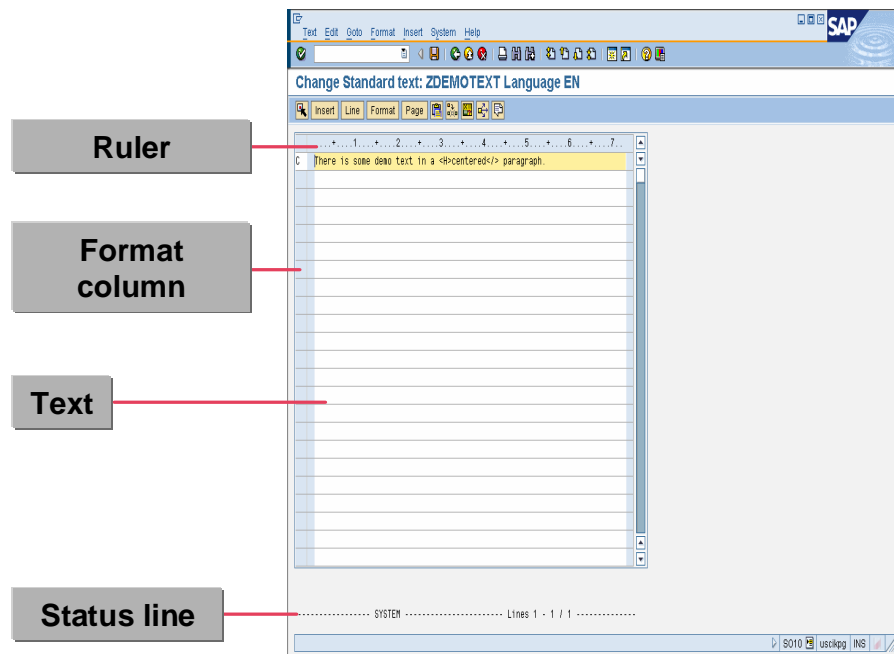 Text Edit Goto Format Insert System Help
SAP
Change Standard text: ZDEMOTEXT Language EN
Insert Line Format Page
Ruler
....+....1....+....2....+....3....+....4....+....5....+....6....+....7..
C There is some demo text in a <H>centered</> paragraph.
Format
column
Text
Status line
----------------- SYSTEM ----------------------- Lines 1 - 1 / 1 --------------
SO10 uscikpg INS